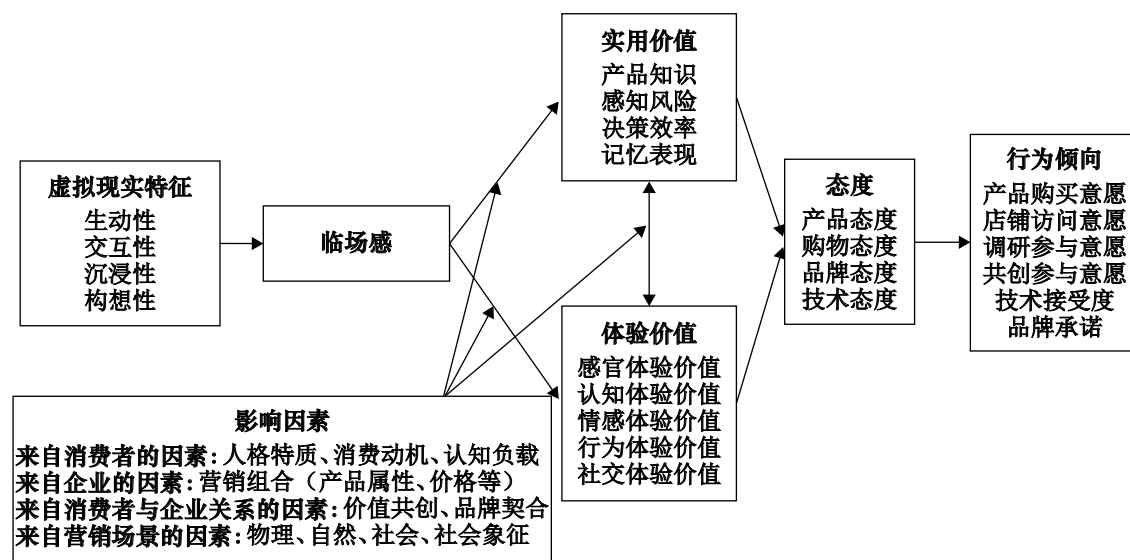 虚拟现实特征
生动性
交互性
沉浸性
构想性
临场感
实用价值
产品知识
感知风险
决策效率
记忆表现
体验价值
感官体验价值
认知体验价值
情感体验价值
行为体验价值
社交体验价值
态度
产品态度
购物态度
品牌态度
技术态度
行为倾向
产品购买意愿
店铺访问意愿
调研参与意愿
共创参与意愿
技术接受度
品牌承诺
影响因素
来自消费者的因素：人格特质、消费动机、认知负载
来自企业的因素：营销组合（产品属性、价格等）
来自消费者与企业关系的因素：价值共创、品牌契合
来自营销场景的因素：物理、自然、社会、社会象征